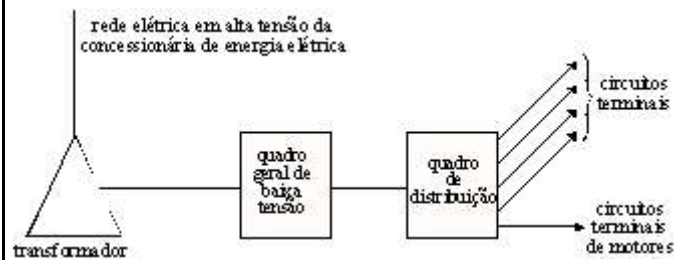 rede elétrica em alta tensão da
concessionária de energia elétrica
transformador
quadro
geral de
baixa
tensão
quadro
de
distribuição
circuitos
terminais
circuitos
terminais
de motores